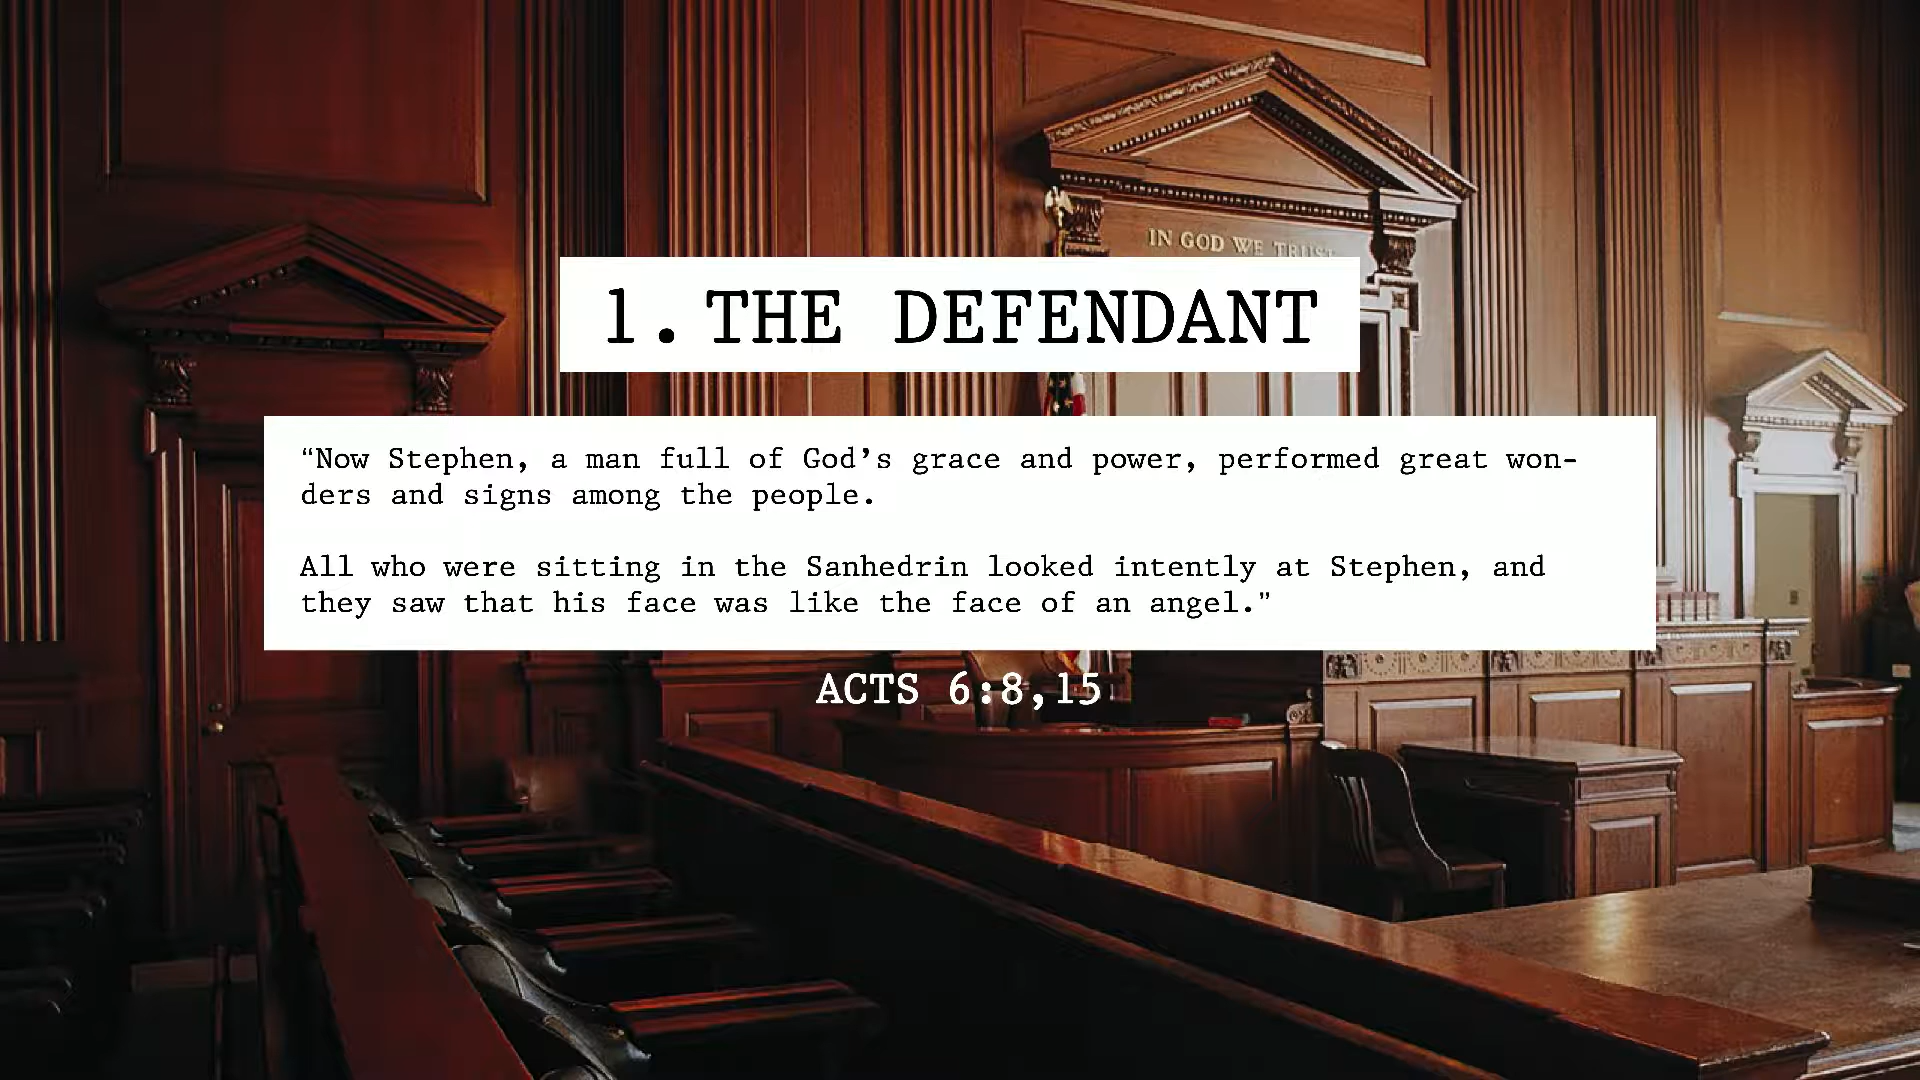 IN GOD WE TRUST
1. THE DEFENDANT
“Now Stephen, a man full of God’s grace and power, performed great won-
ders and signs among the people.
All who were sitting in the Sanhedrin looked intently at Stephen, and
they saw that his face was like the face of an angel."
ACTS 6:8,15